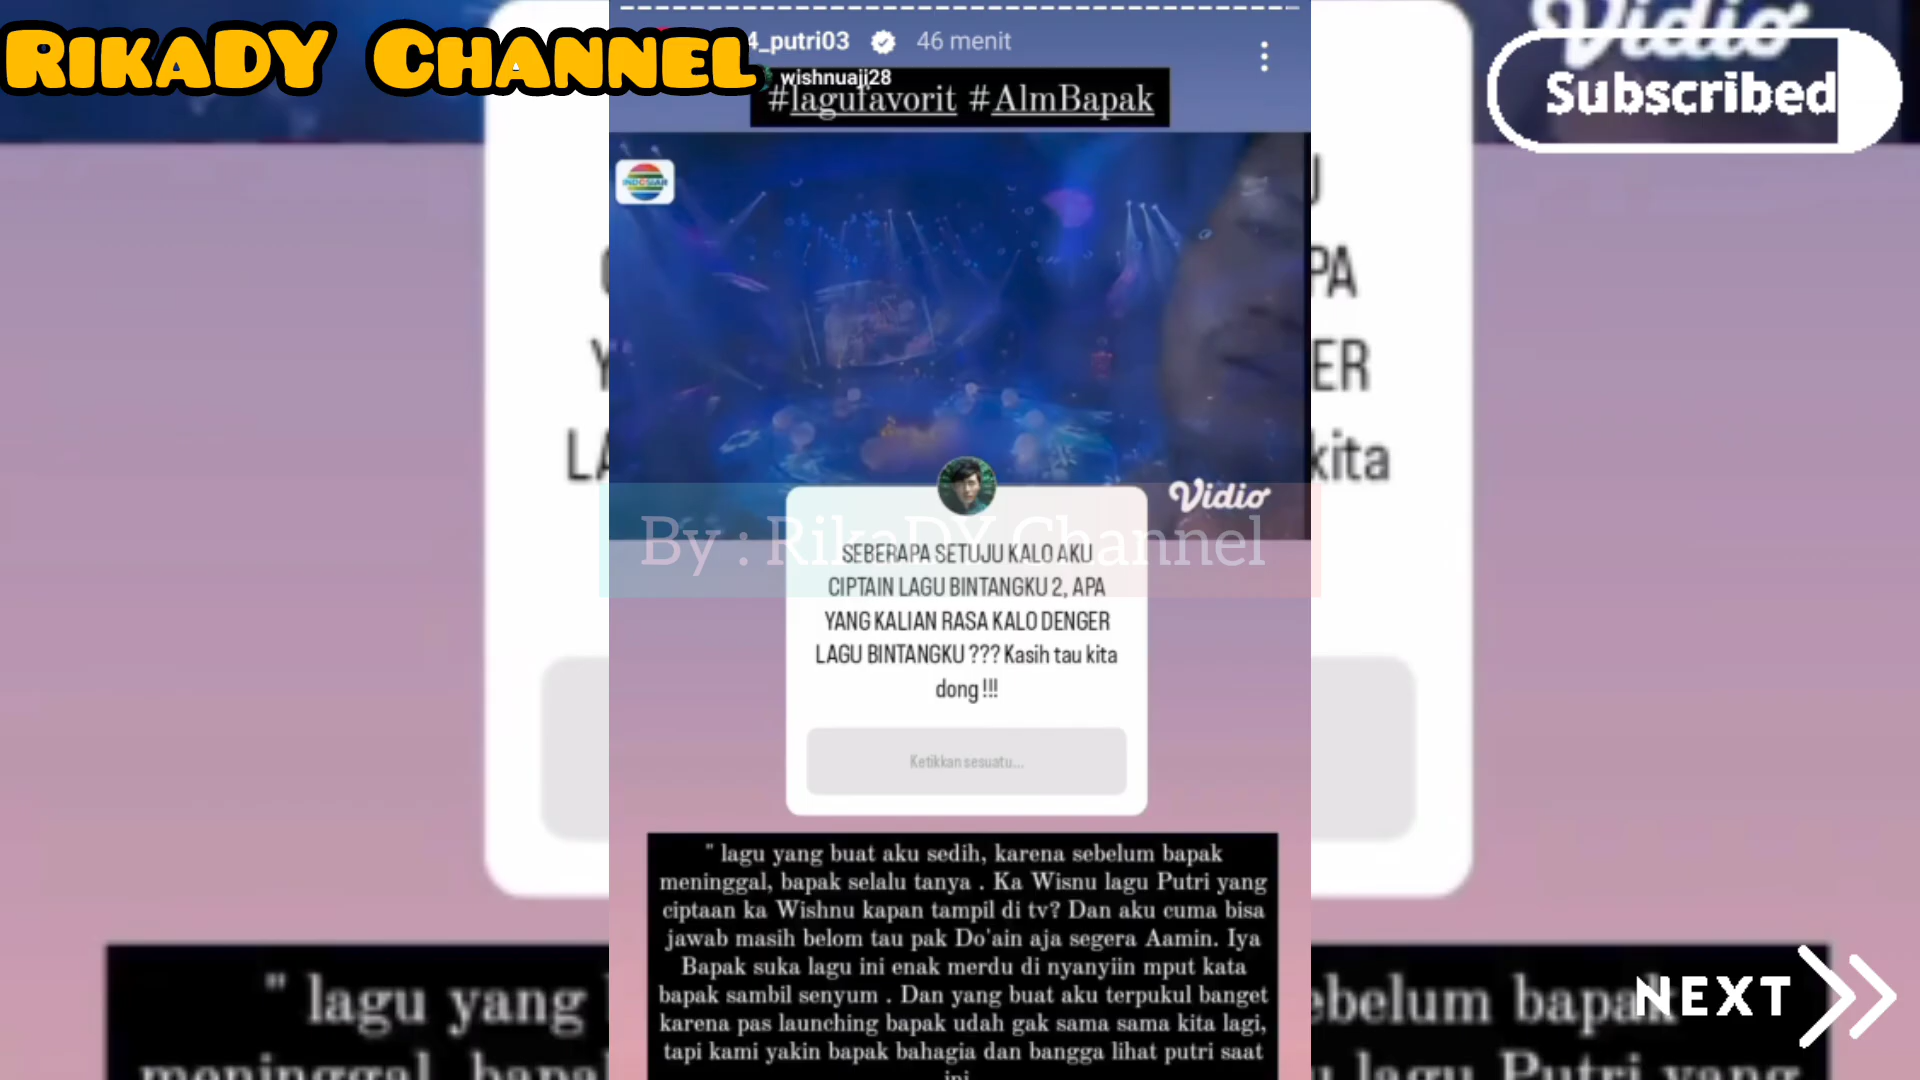 RIKADY CHANNEL
4_putri03 46 menit
wishnuaji28
#lagufavorit #AlmBapak
Vidio
Subscribed
INDOSIAR
Vidio
By : RikaDY Channel
SEBERAPA SETUJU KALO AKU
CIPTAIN LAGU BINTANGKU 2, APA
YANG KALIAN RASA KALO DENGER
LAGU BINTANGKU ??? Kasih tau kita
dong !!!
Ketikkan sesuatu...
" lagu yang buat aku sedih, karena sebelum bapak
meninggal, bapak selalu tanya . Ka Wisnu lagu Putri yang
ciptaan ka Wishnu kapan tampil di tv? Dan aku cuma bisa
jawab masih belom tau pak Do'ain aja segera Aamin. Iya
Bapak suka lagu ini enak merdu di nyanyiin mput kata
bapak sambil senyum . Dan yang buat aku terpukul banget
karena pas launching bapak udah gak sama sama kita lagi,
tapi kami yakin bapak bahagia dan bangga lihat putri saat
ini
NEXT